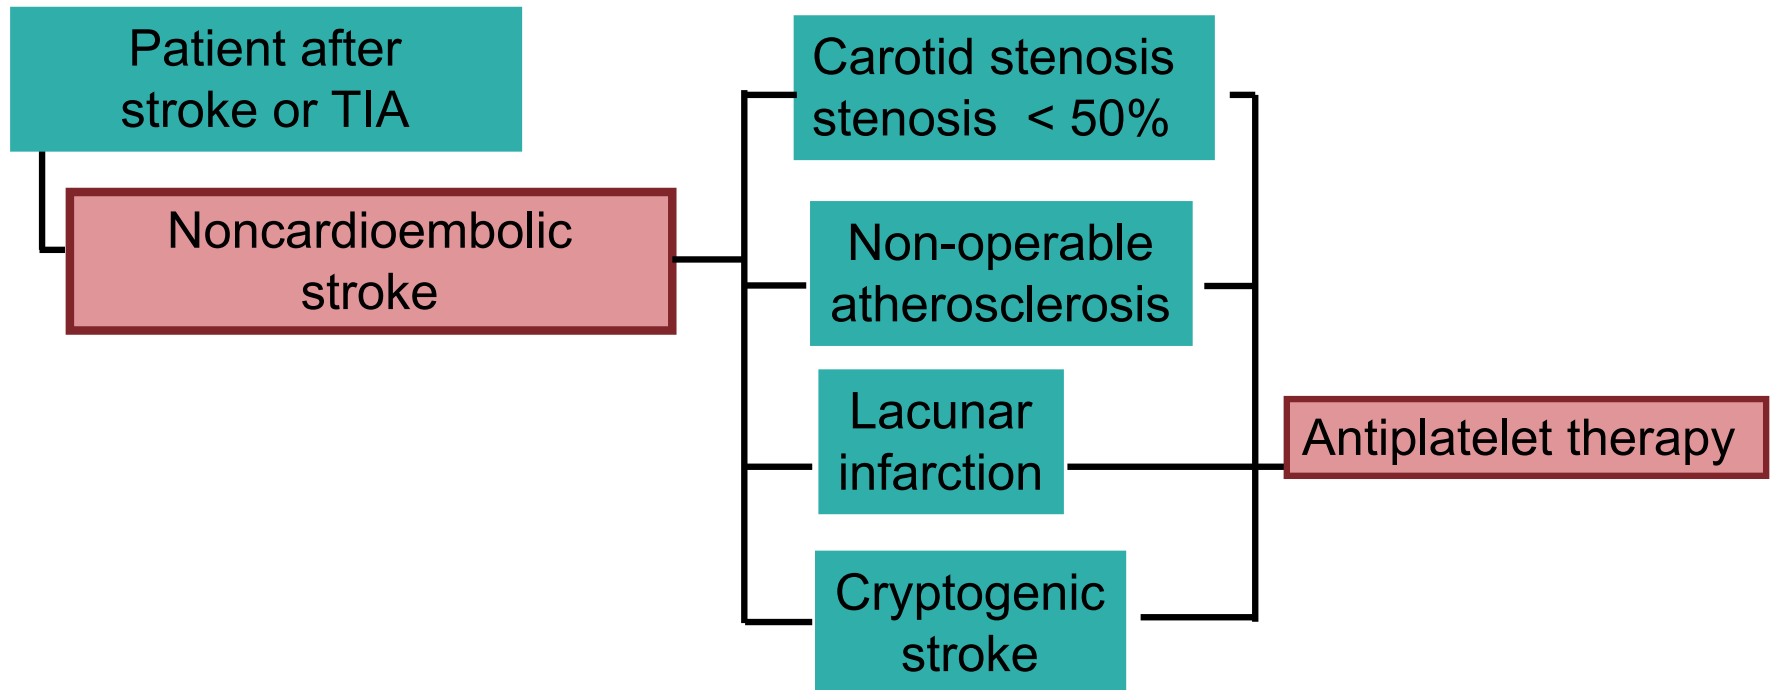 Patient after
stroke or TIA
Noncardioembolic
stroke
Carotid stenosis
stenosis < 50%
Non-operable
atherosclerosis
Lacunar
infarction
Cryptogenic
stroke
Antiplatelet therapy